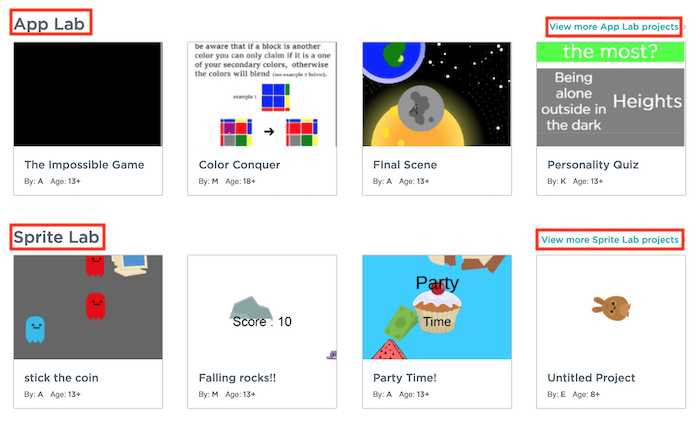 App Lab
View more App Lab projects ›
be aware that if a block is another
color you can only claim if it is a one
of your secondary colors, otherwise
the colors will blend (see example 2 below).
example 1
the most?
Being
alone
outside in
the dark
Heights
The Impossible Game
By: A Age: 13+
Color Conquer
By: M Age: 18+
FInal Scene
By: A Age: 13+
Personality Quiz
By: K Age: 13+
Sprite Lab
View more Sprite Lab projects ›
Score : 10
Party
Time
stick the coin
By: A Age: 13+
Falling rocks!!
By: M Age: 13+
Party Time!
By: A Age: 13+
Untitled Project
By: E Age: 8+